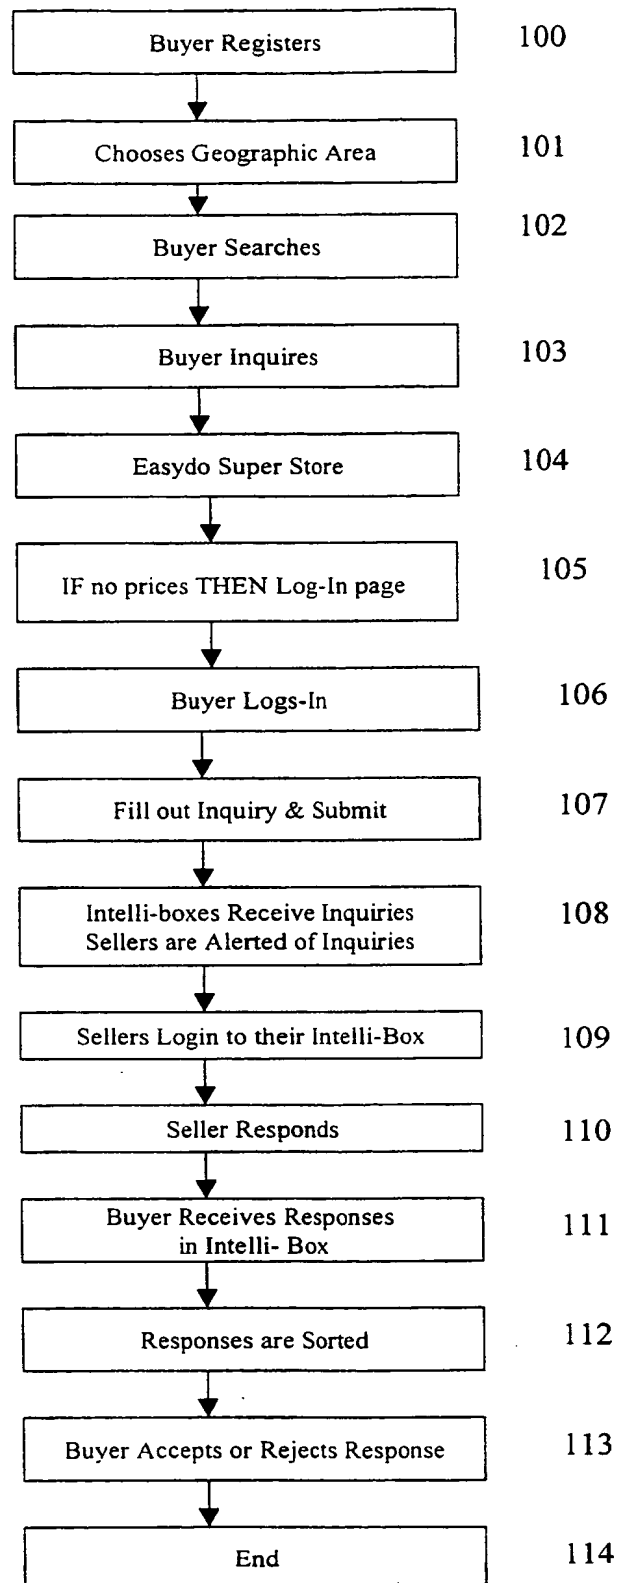 Buyer Registers 100
Chooses Geographic Area 101
Buyer Searches 102
Buyer Inquires 103
Easydo Super Store 104
IF no prices THEN Log-In page 105
Buyer Logs-In 106
Fill out Inquiry & Submit 107
Intelli-boxes Receive Inquiries 108
Sellers are Alerted of Inquiries
Sellers Login to their Intelli-Box 109
Seller Responds 110
Buyer Receives Responses 111
in Intelli- Box
Responses are Sorted 112
Buyer Accepts or Rejects Response 113
End 114